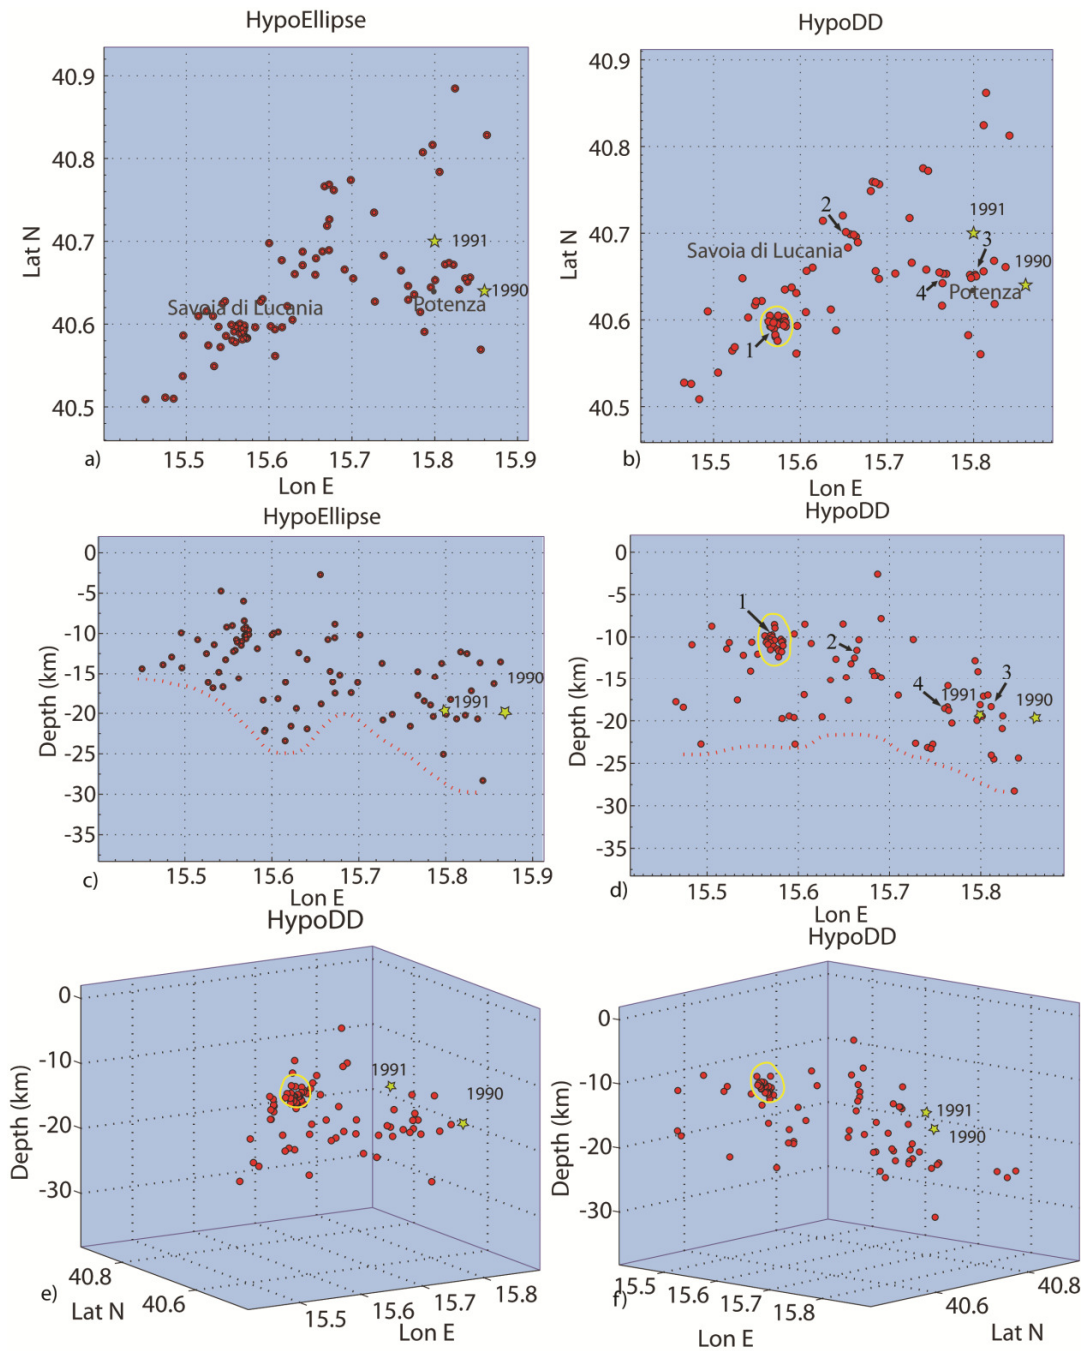 HypoEllipse
40.9
40.8
40.7
40.6
40.5
Lat N
1991
1990
Savoia di Lucania
Potenza
15.5
15.6
15.7
15.8
15.9
a)
Lon E
HypoDD
40.9
40.8
40.7
40.6
40.5
Lat N
2
1991
3
Savoia di Lucania
1990
4
Potenza
1
15.5
15.6
15.7
15.8
b)
Lon E
HypoEllipse
0
-5
-10
-15
-20
-25
-30
-35
Depth (km)
1990
1991
15.5
15.6
15.7
15.8
15.9
c)
Lon E
HypoDD
0
-5
-10
-15
-20
-25
-30
-35
Depth (km)
1
2
3
4
1991
1990
15.5
15.6
15.7
15.8
d)
Lon E
HypoDD
0
-10
-20
-30
Depth (km)
1991
1990
40.8
40.6
15.5
15.6
15.7
15.8
e)
Lat N
Lon E
HypoDD
0
-10
-20
-30
Depth (km)
1991
1990
f)
15.5
15.6
15.7
15.8
40.6
40.8
Lon E
Lat N